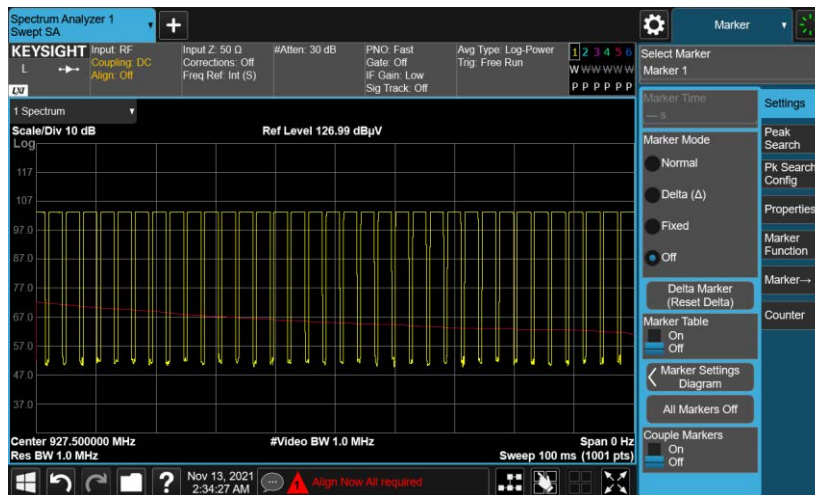 Spectrum Analyzer 1
Swept SA
+
Marker
KEYSIGHT
L
LXI
Input: RF
Coupling: DC
Align: Off
Input Z: 50 Ω
Corrections: Off
Freq Ref: Int (S)
#Atten: 30 dB
PNO: Fast
Gate: Off
IF Gain: Low
Sig Track: Off
Avg Type: Log-Power
Trig: Free Run
1 2 3 4 5 6
W W W W W W
P P P P P P
Select Marker
Marker 1
1 Spectrum
Scale/Div 10 dB
Ref Level 126.99 dBµV
Log
117
107
97.0
87.0
77.0
67.0
57.0
47.0
37.0
Center 927.500000 MHz
#Video BW 1.0 MHz
Span 0 Hz
Res BW 1.0 MHz
Sweep 100 ms (1001 pts)
Marker Time
--- s
Marker Mode
Normal
Delta (Δ)
Fixed
Off
Delta Marker
(Reset Delta)
Marker Table
On
Off
Marker Settings
Diagram
All Markers Off
Couple Markers
On
Off
Settings
Peak
Search
Pk Search
Config
Properties
Marker
Function
Marker→
Counter
?
Nov 13, 2021
2:34:27 AM
Align Now All required